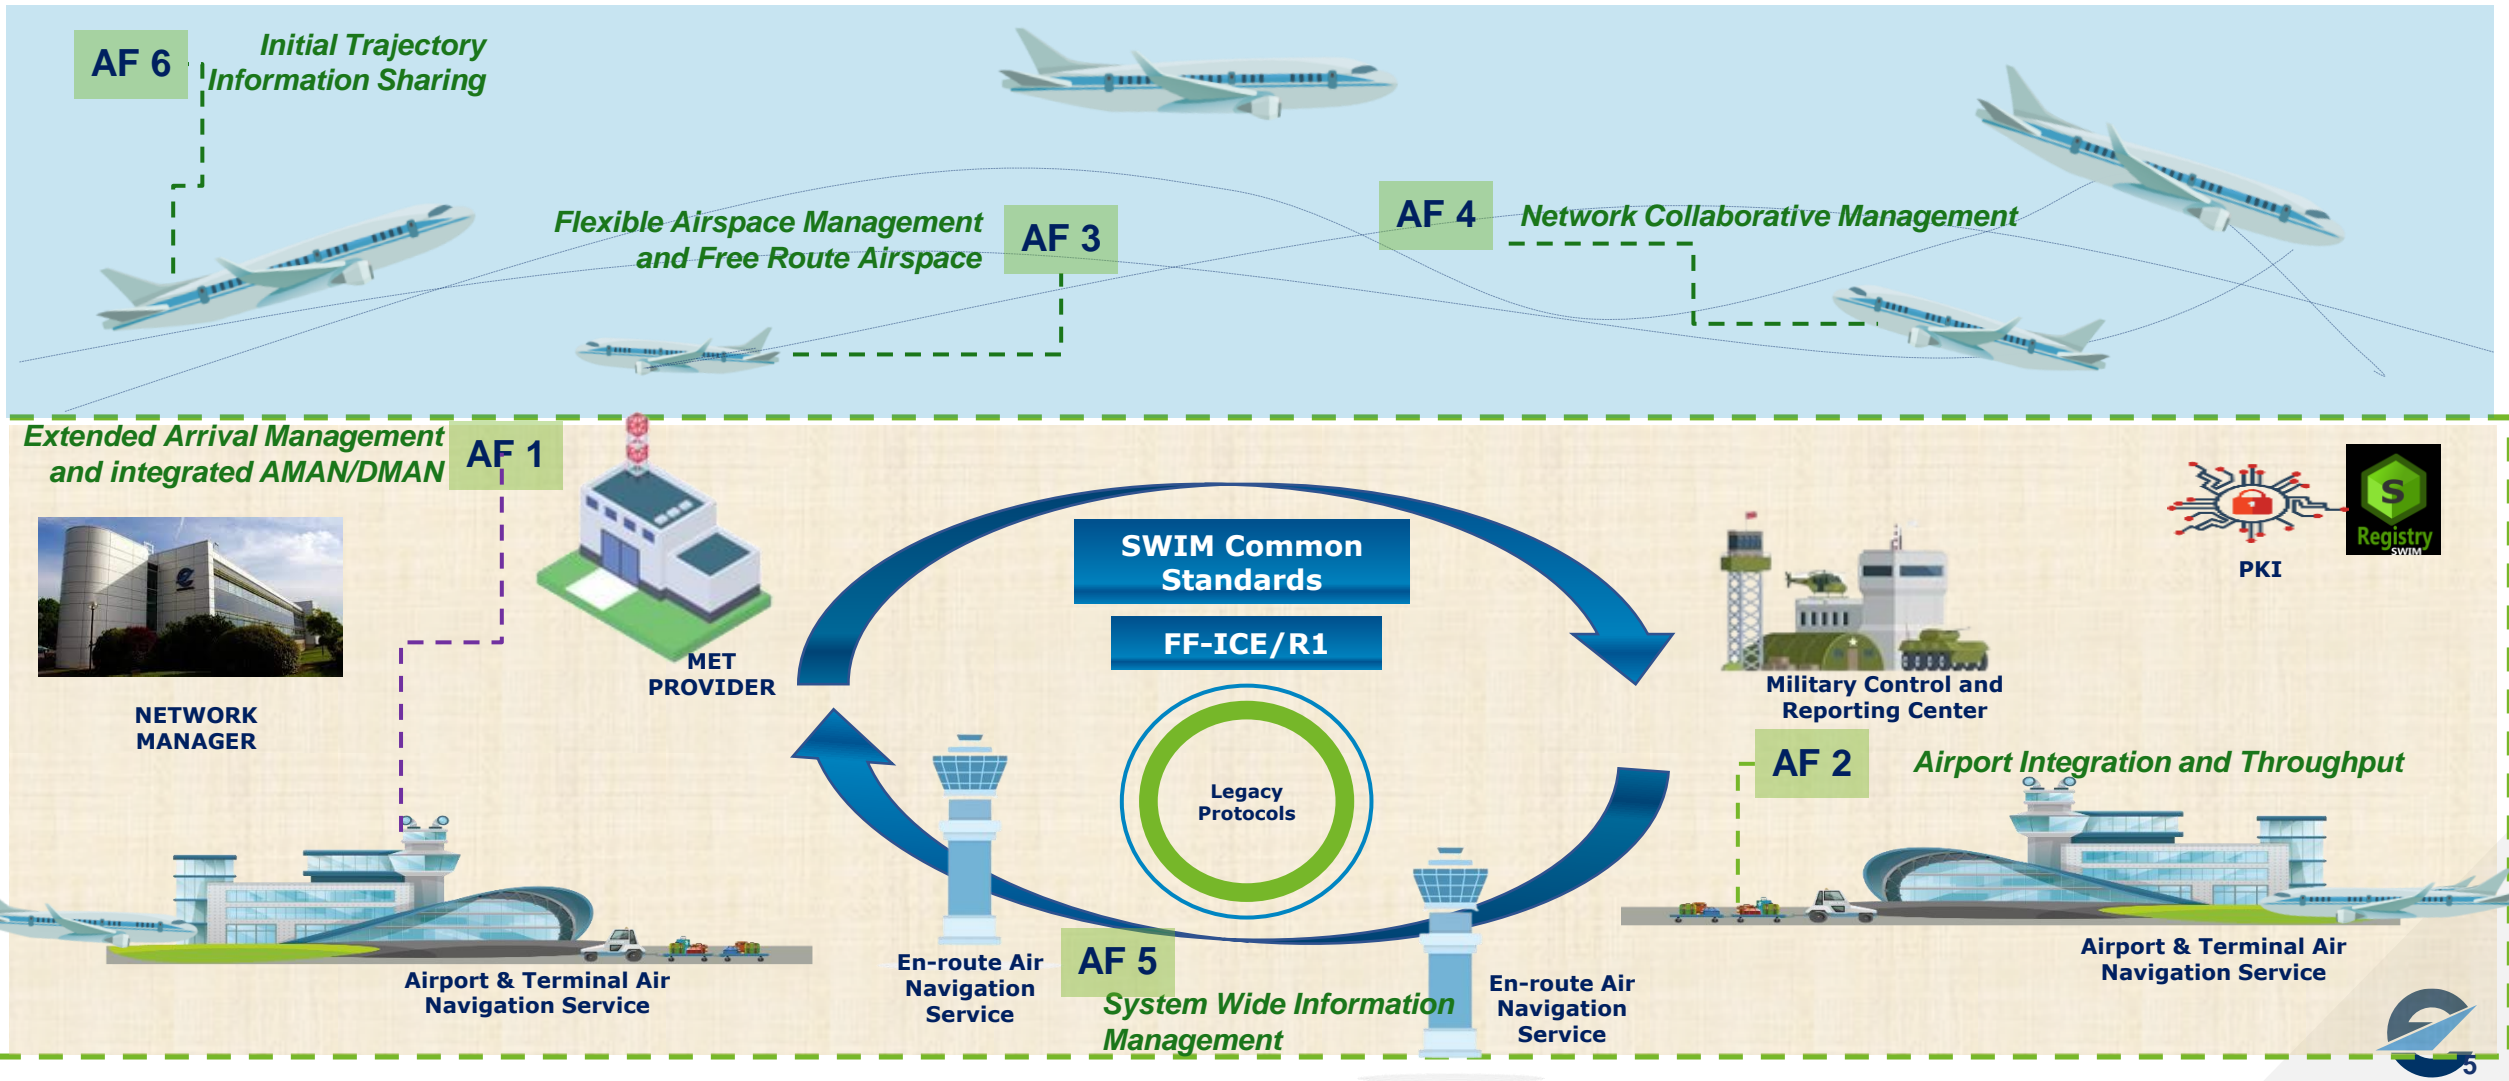 AF 6
Initial Trajectory
Information Sharing
Flexible Airspace Management
and Free Route Airspace
AF 3
AF 4
Network Collaborative Management
Extended Arrival Management
and integrated AMAN/DMAN
AF 1
SWIM Common
Standards
FF-ICE/R1
Legacy
Protocols
MET
PROVIDER
NETWORK
MANAGER
PKI
S
Registry
SWIM
Military Control and
Reporting Center
AF 2
Airport Integration and Throughput
Airport & Terminal Air
Navigation Service
En-route Air
Navigation
Service
AF 5
System Wide Information
Management
En-route Air
Navigation
Service
Airport & Terminal Air
Navigation Service
5